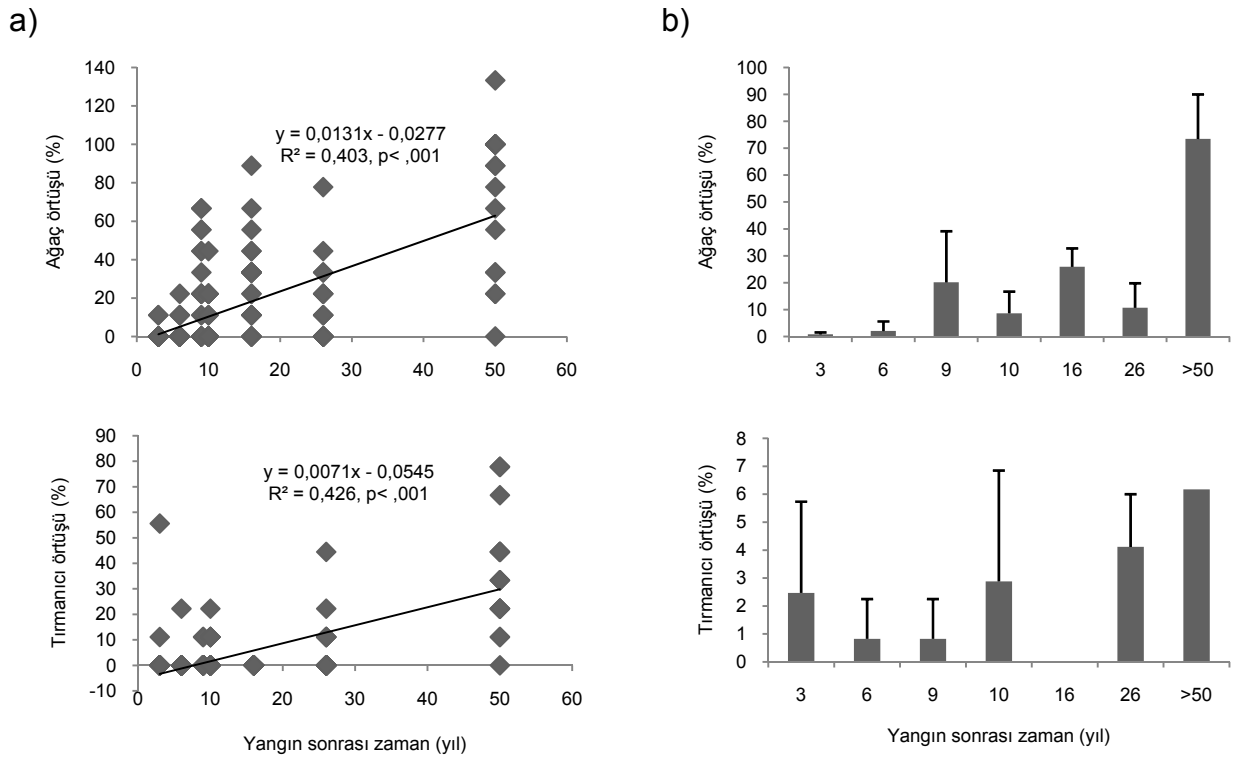 a)
b)
140
120
100
80
60
40
20
0
Ağaç örtüşü (%)
y = 0,0131x - 0,0277
R² = 0,403, p< ,001
0 10 20 30 40 50 60
100
90
80
70
60
50
40
30
20
10
0
Ağaç örtüşü (%)
3 6 9 10 16 26 >50
90
80
70
60
50
40
30
20
10
0
-10
Tırmanıcı örtüşü (%)
y = 0,0071x - 0,0545
R² = 0,426, p< ,001
0 10 20 30 40 50 60
Yangın sonrası zaman (yıl)
8
7
6
5
4
3
2
1
0
Tırmanıcı örtüşü (%)
3 6 9 10 16 26 >50
Yangın sonrası zaman (yıl)